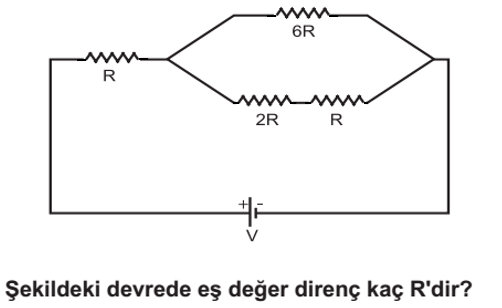 6R
R
2R R
+ -
V
Şekildeki devrede eş değer direnç kaç R'dir?